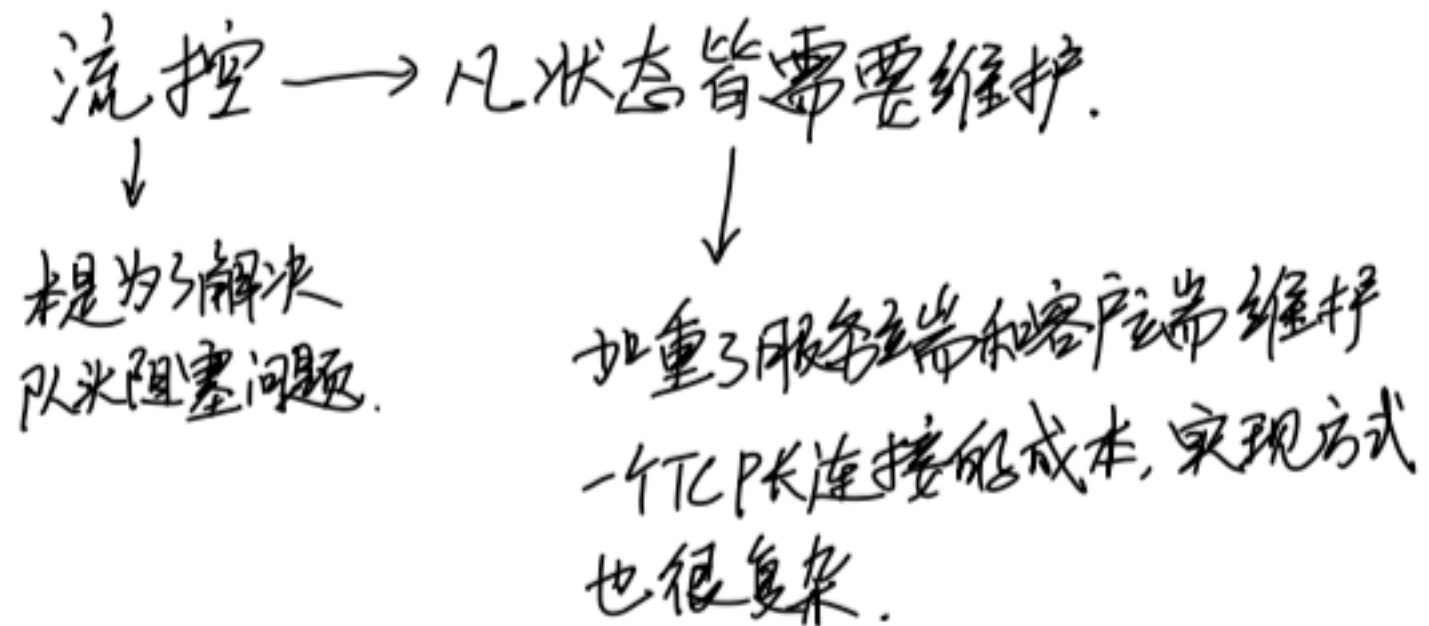 流控 → 凡状态皆需要维护.
本是为了解决
队头阻塞问题.
加重了服务端和客户端维护
一个TCP长连接的成本, 实现方式
也很复杂.